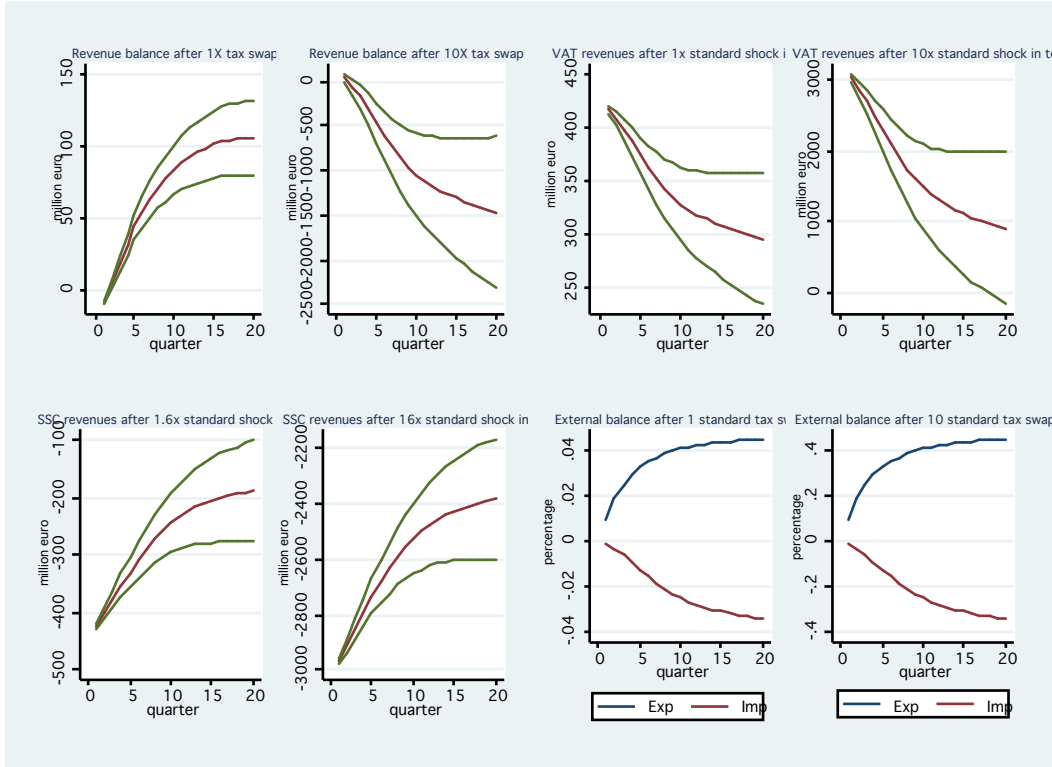 Revenue balance after 1X tax swap
million euro
150
100
50
0
0 5 10 15 20
quarter
Revenue balance after 10X tax swap
million euro
0
-500
-1000
-1500
-2000
-2500
0 5 10 15 20
quarter
VAT revenues after 1x standard shock i
million euro
450
400
350
300
250
0 5 10 15 20
quarter
VAT revenues after 10x standard shock in t
million euro
3000
2000
1000
0
0 5 10 15 20
quarter
SSC revenues after 1.6x standard shock
million euro
-100
-200
-300
-400
-500
0 5 10 15 20
quarter
SSC revenues after 16x standard shock in
million euro
-2200
-2400
-2600
-2800
-3000
0 5 10 15 20
quarter
External balance after 1 standard tax sw
percentage
.04
.02
0
-.02
-.04
0 5 10 15 20
quarter
Exp Imp
External balance after 10 standard tax swap
percentage
.4
.2
0
-.2
-.4
0 5 10 15 20
quarter
Exp Imp